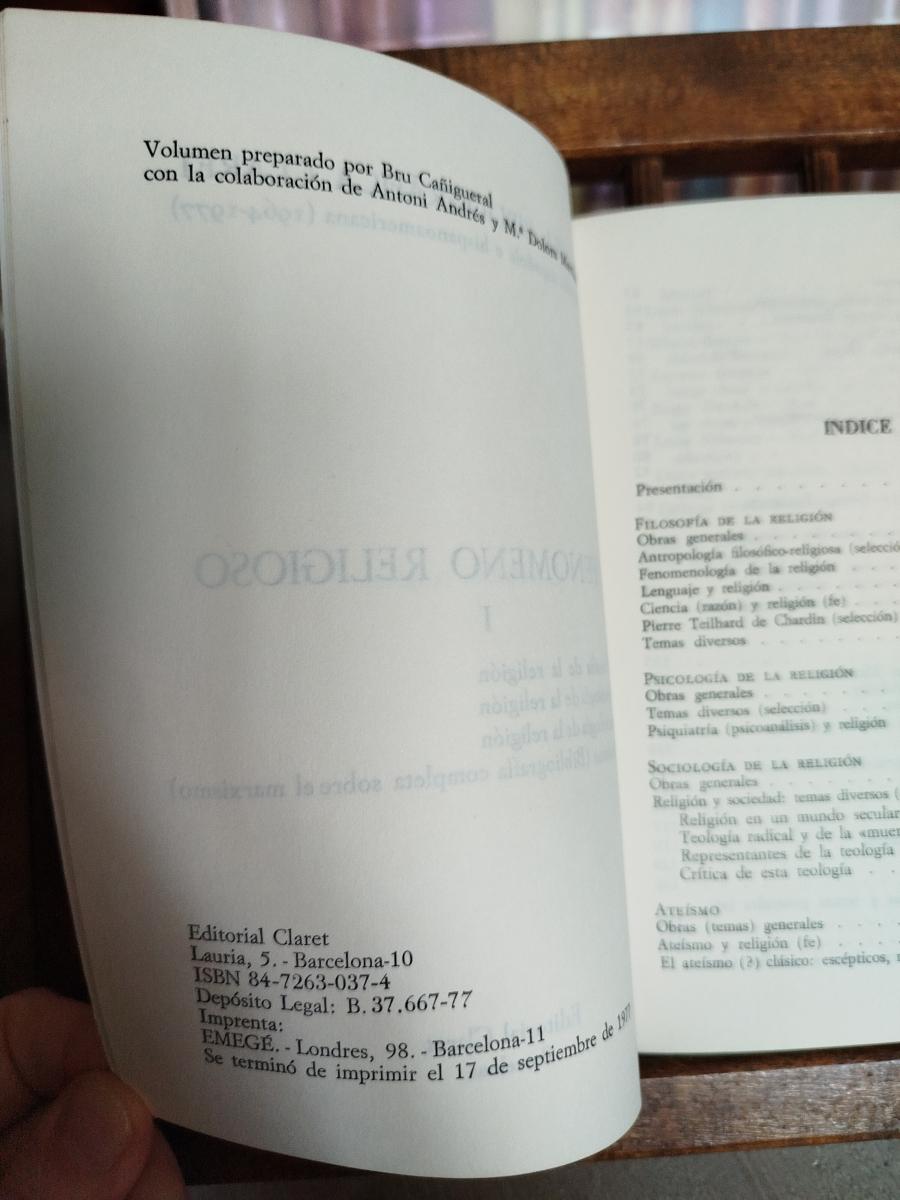 Volumen preparado por Bru Cañigueral
con la colaboración de Antoni Andrés y M.ª Dolors
Editorial Claret
Lauria, 5. - Barcelona-10
ISBN 84-7263-037-4
Depósito Legal: B. 37.667-77
Imprenta:
EMEGÉ. - Londres, 98. - Barcelona-11
Se terminó de imprimir el 17 de septiembre de 1977
INDICE
Presentación
FILOSOFÍA DE LA RELIGIÓN
Obras generales
Antropología filosófico-religiosa (selecció
Fenomenología de la religión
Lenguaje y religión
Ciencia (razón) y religión (fe)
Pierre Teilhard de Chardin (selección)
Temas diversos
PSICOLOGÍA DE LA RELIGIÓN
Obras generales
Temas diversos (selección)
Psiquiatría (psicoanálisis) y religión
SOCIOLOGÍA DE LA RELIGIÓN
Obras generales
Religión y sociedad: temas diversos (
Religión en un mundo secular
Teología radical y de la «muer
Representantes de la teología
Crítica de esta teología
ATEÍSMO
Obras (temas) generales
Ateísmo y religión (fe)
El ateísmo (?) clásico: escépticos,